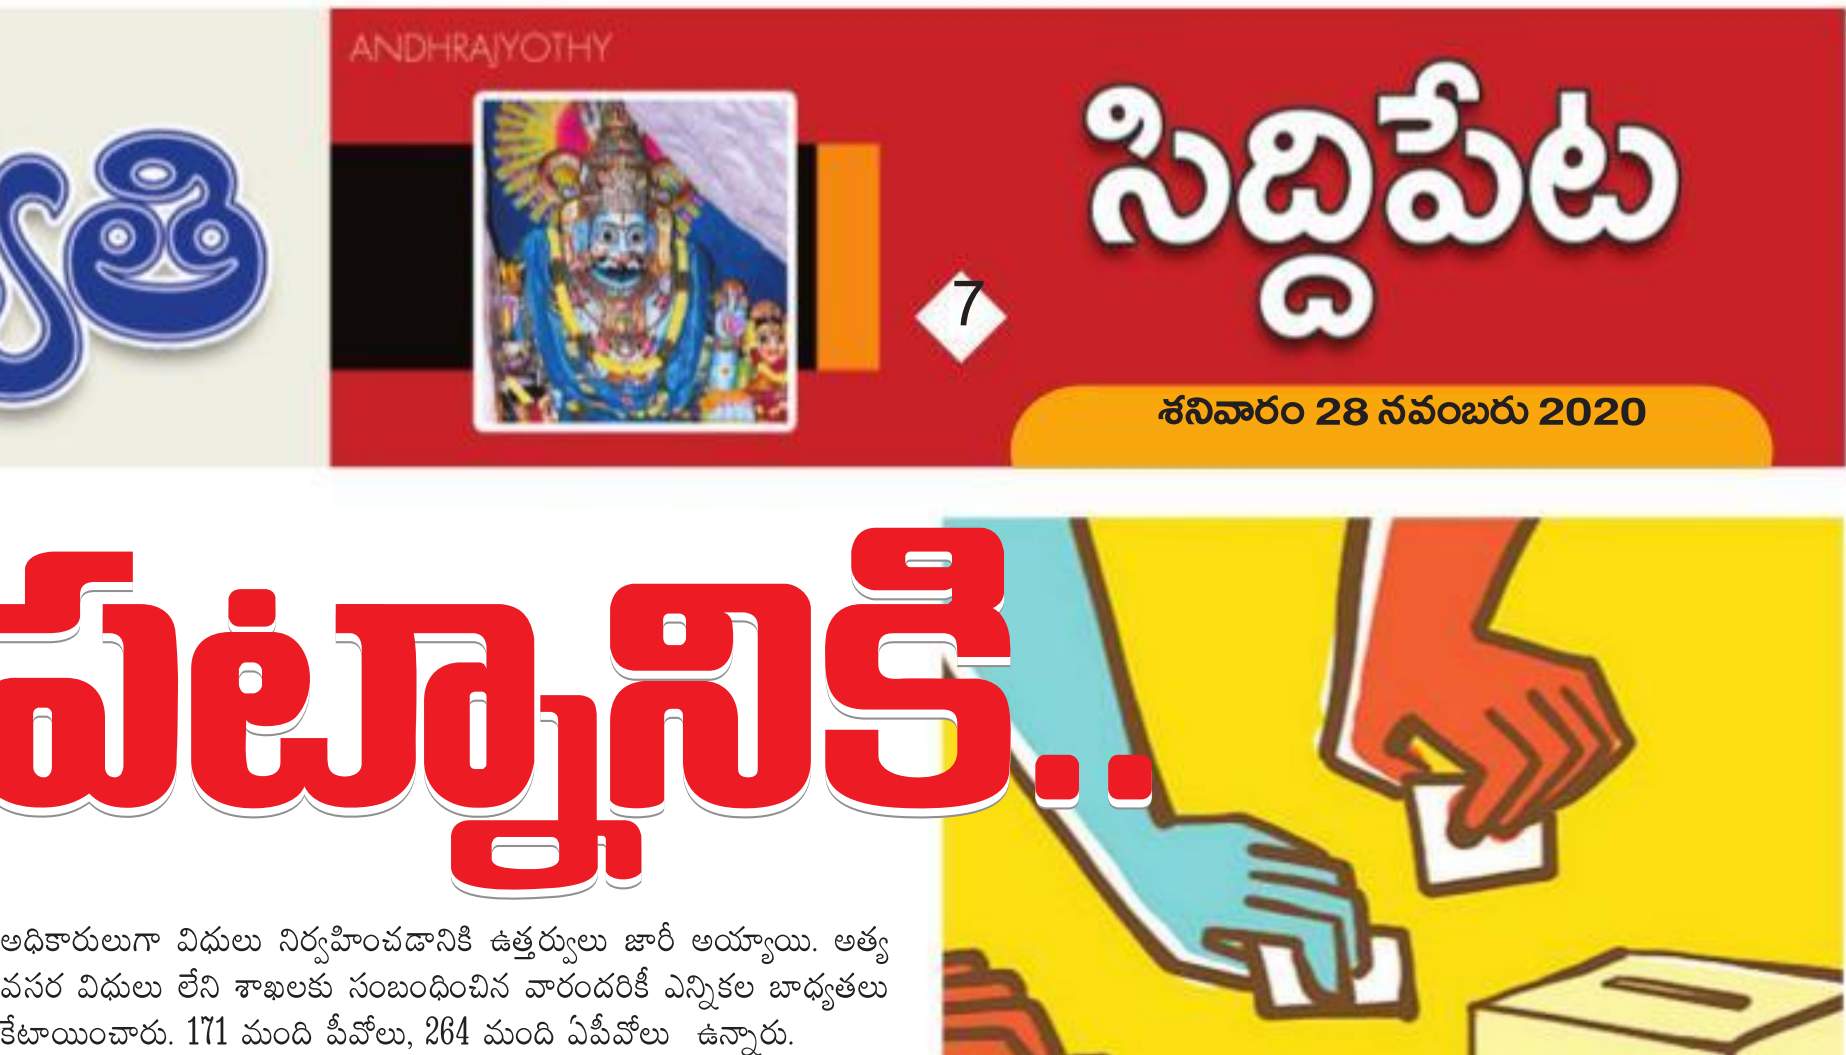 ANDHRAJYOTHY
్యోతి
సిద్దిపేట
7
శనివారం 28 నవంబరు 2020
పట్నానికి..
అధికారులుగా విధులు నిర్వహించడానికి ఉత్తర్వులు జారీ అయ్యాయి. అత్య
వసర విధులు లేని శాఖలకు సంబంధించిన వారందరికీ ఎన్నికల బాధ్యతలు
కేటాయించారు. 171 మంది పీవోలు, 264 మంది ఏపీవోలు ఉన్నారు.